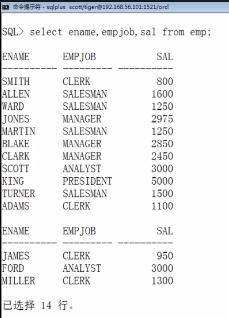 命令提示符 - sqlplus scott/tiger@192.168.56.101:1521/orcl
SQL> select ename,empjob,sal from emp;
ENAME EMPJOB SAL
---------- --------- ----------
SMITH CLERK 800
ALLEN SALESMAN 1600
WARD SALESMAN 1250
JONES MANAGER 2975
MARTIN SALESMAN 1250
BLAKE MANAGER 2850
CLARK MANAGER 2450
SCOTT ANALYST 3000
KING PRESIDENT 5000
TURNER SALESMAN 1500
ADAMS CLERK 1100
ENAME EMPJOB SAL
---------- --------- ----------
JAMES CLERK 950
FORD ANALYST 3000
MILLER CLERK 1300
已选择 14 行。